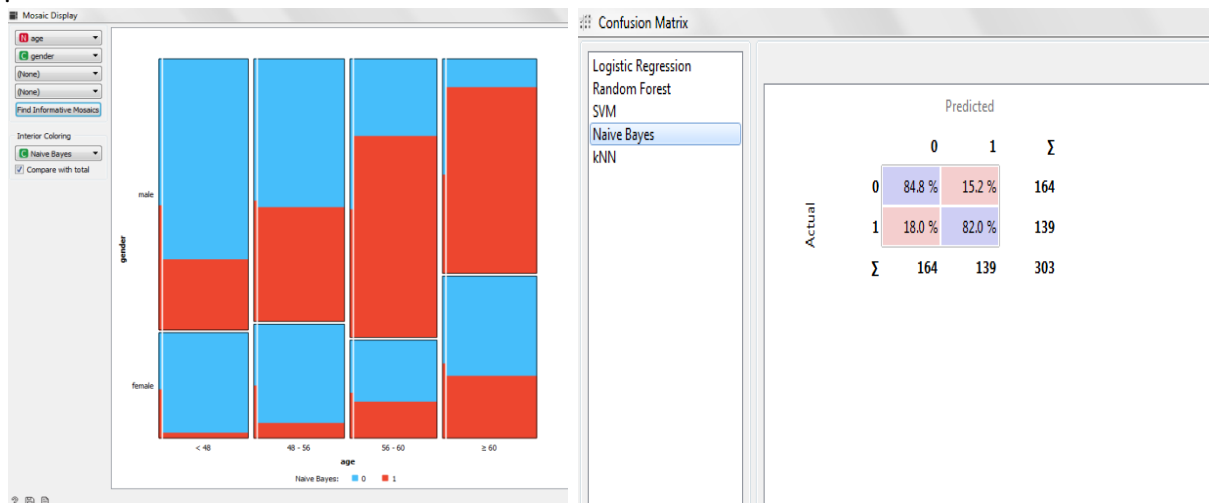 Mosaic Display
N age
C gender
(None)
(None)
Find Informative Mosaics
Interior Coloring
C Naive Bayes
Compare with total
male
gender
female
< 48
48 - 56
56 - 60
≥ 60
age
Naive Bayes: 0 1
Confusion Matrix
Logistic Regression
Random Forest
SVM
Naive Bayes
kNN
Predicted
0 1 Σ
Actual
0 84.8 % 15.2 % 164
1 18.0 % 82.0 % 139
Σ 164 139 303